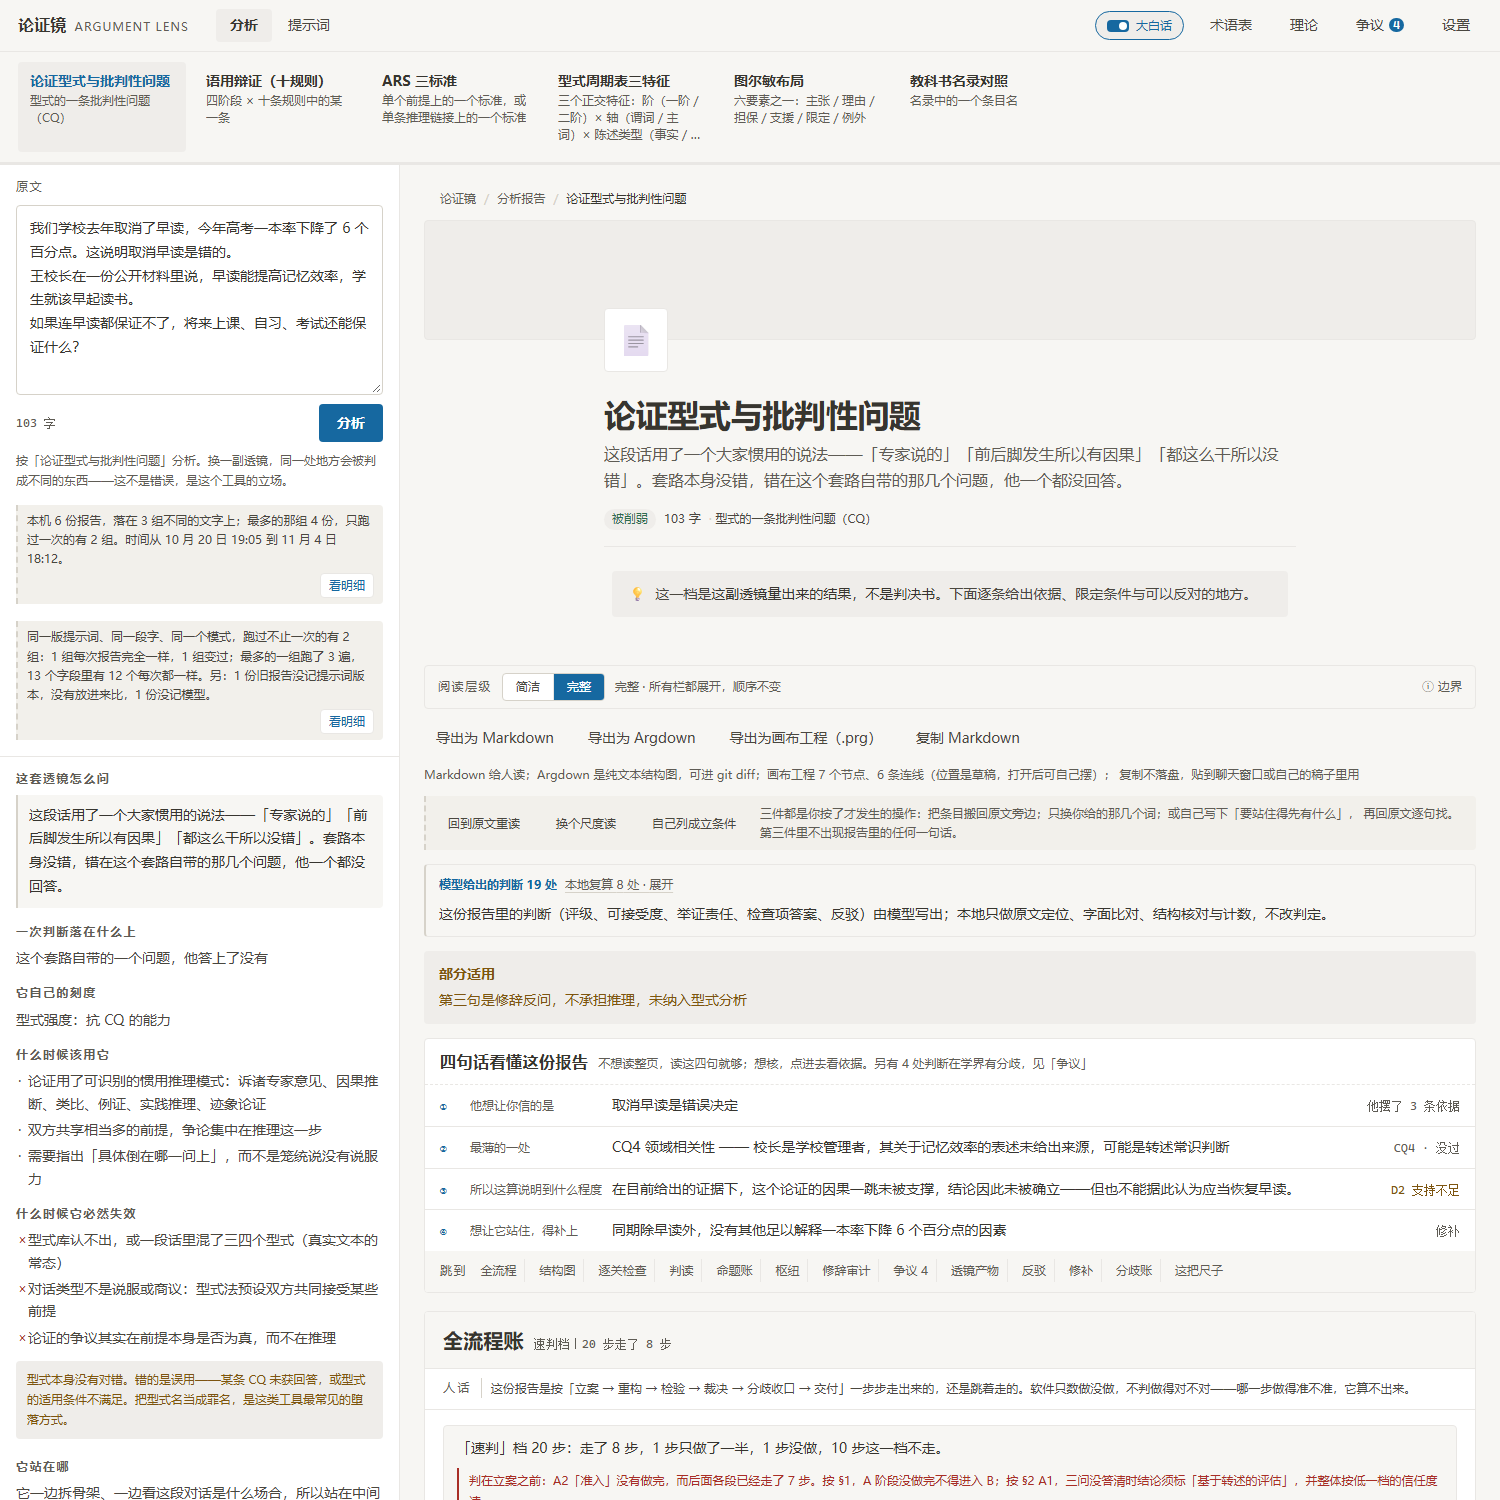 论证镜 ARGUMENT LENS 分析 提示词 大白话 术语表 理论 争议 4 设置
论证型式与批判性问题
型式的一条批判性问题
（CQ）
语用辩证（十规则）
四阶段 × 十条规则中的某
一条
ARS 三标准
单个前提上的一个标准，或
单条推理链接上的一个标准
型式周期表三特征
三个正交特征：阶（一阶 /
二阶）× 轴（谓词 / 主
词）× 陈述类型（事实 / ...
图尔敏布局
六要素之一：主张 / 理由 /
担保 / 支援 / 限定 / 例外
教科书名录对照
名录中的一个条目名
原文
我们学校去年取消了早读，今年高考一本率下降了 6 个
百分点。这说明取消早读是错的。
王校长在一份公开材料里说，早读能提高记忆效率，学
生就该早起读书。
如果连早读都保证不了，将来上课、自习、考试还能保
证什么？
103 字
分析
按「论证型式与批判性问题」分析。换一副透镜，同一处地方会被判
成不同的东西——这不是错误，是这个工具的立场。
本机 6 份报告，落在 3 组不同的文字上；最多的那组 4 份，只跑
过一次的有 2 组。时间从 10 月 20 日 19:05 到 11 月 4 日
18:12。
看明细
同一版提示词、同一段字、同一个模式，跑过不止一次的有 2
组：1 组每次报告完全一样，1 组变过；最多的一组跑了 3 遍，
13 个字段里有 12 个每次都一样。另：1 份旧报告没记提示词版
本，没有放进来比，1 份没记模型。
看明细
这套透镜怎么问
这段话用了一个大家惯用的说法——「专家说的」「前
后脚发生所以有因果」「都这么干所以没错」。套路本
身没错，错在这个套路自带的那几个问题，他一个都没
回答。
一次判断落在什么上
这个套路自带的一个问题，他答上了没有
它自己的刻度
型式强度：抗 CQ 的能力
什么时候该用它
· 论证用了可识别的惯用推理模式：诉诸专家意见、因果推
断、类比、例证、实践推理、迹象论证
· 双方共享相当多的前提，争论集中在推理这一步
· 需要指出「具体倒在哪一问上」，而不是笼统说没有说服
力
什么时候它必然失效
×型式库认不出，或一段话里混了三四个型式（真实文本的
常态）
×对话类型不是说服或商议：型式法预设双方共同接受某些
前提
×论证的争议其实在前提本身是否为真，而不在推理
型式本身没有对错。错的是误用——某条 CQ 未获回答，或型式
的适用条件不满足。把型式名当成罪名，是这类工具最常见的堕
落方式。
它站在哪
它一边拆骨架、一边看这段对话是什么场合，所以站在中间
论证镜 / 分析报告 / 论证型式与批判性问题
论证型式与批判性问题
这段话用了一个大家惯用的说法——「专家说的」「前后脚发生所以有因果」「都这么干所以没
错」。套路本身没错，错在这个套路自带的那几个问题，他一个都没回答。
被削弱 103 字 · 型式的一条批判性问题（CQ）
这一档是这副透镜量出来的结果，不是判决书。下面逐条给出依据、限定条件与可以反对的地方。
阅读层级 简洁 完整 完整 · 所有栏都展开，顺序不变 ⓘ 边界
导出为 Markdown 导出为 Argdown 导出为画布工程（.prg） 复制 Markdown
Markdown 给人读；Argdown 是纯文本结构图，可进 git diff；画布工程 7 个节点、6 条连线（位置是草稿，打开后可自己摆）； 复制不落盘，贴到聊天窗口或自己的稿子里用
回到原文重读 换个尺度读 自己列成立条件
三件都是你按了才发生的操作：把条目搬回原文旁边；只换你给的那几个词；或自己写下「要站住得先有什么」，再回原文逐句找。
第三件里不出现报告里的任何一句话。
模型给出的判断 19 处 本地复算 8 处 · 展开
这份报告里的判断（评级、可接受度、举证责任、检查项答案、反驳）由模型写出；本地只做原文定位、字面比对、结构核对与计数，不改判定。
部分适用
第三句是修辞反问，不承担推理，未纳入型式分析
四句话看懂这份报告 不想读整页，读这四句就够；想核，点进去看依据。另有 4 处判断在学界有分歧，见「争议」
① 他想让你信的是 取消早读是错误决定 他摆了 3 条依据
② 最薄的一处 CQ4 领域相关性 —— 校长是学校管理者，其关于记忆效率的表述未给出来源，可能是转述常识判断 CQ4 · 没过
所以这算说明到什么程度 在目前给出的证据下，这个论证的因果一跳未被支撑，结论因此未被确立——但也不能据此认为应当恢复早读。 D2 支持不足
想让它站住，得补上 同期除早读外，没有其他足以解释一本率下降 6 个百分点的因素 修补
跳到 全流程 结构图 逐关检查 判读 命题账 枢纽 修辞审计 争议 4 透镜产物 反驳 修补 分歧账 这把尺子
全流程账 速判档 | 20 步走了 8 步
人话 这份报告是按「立案 → 重构 → 检验 → 裁决 → 分歧收口 → 交付」一步步走出来的，还是跳着走的。软件只数做没做，不判做得对不对——哪一步做得准不准，它算不出来。
「速判」档 20 步：走了 8 步，1 步只做了一半，1 步没做，10 步这一档不走。
判在立案之前：A2「准入」没有做完，而后面各段已经走了 7 步。按 §1，A 阶段没做完不得进入 B；按 §2 A1，三问没答清时结论须标「基于转述的评估」，并整体按低一档的信任度